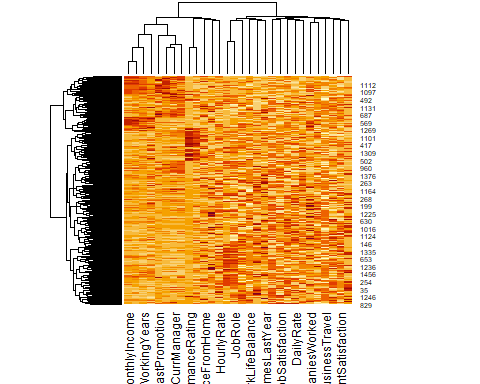 1112
1097
492
1131
687
569
1269
1101
417
1309
502
960
1376
263
1164
268
199
1225
630
1016
1124
146
1335
653
1236
1456
254
35
1246
829
onthlyIncome
WorkingYears
astPromotion
CurrManager
manceRating
ceFromHome
HourlyRate
JobRole
rkLifeBalance
mesLastYear
bSatisfaction
DailyRate
aniesWorked
usinessTravel
ntSatisfaction